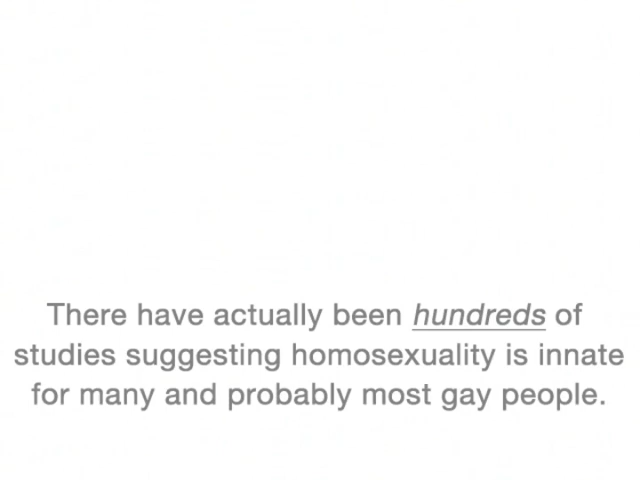 There have actually been hundreds of
studies suggesting homosexuality is innate
for many and probably most gay people.